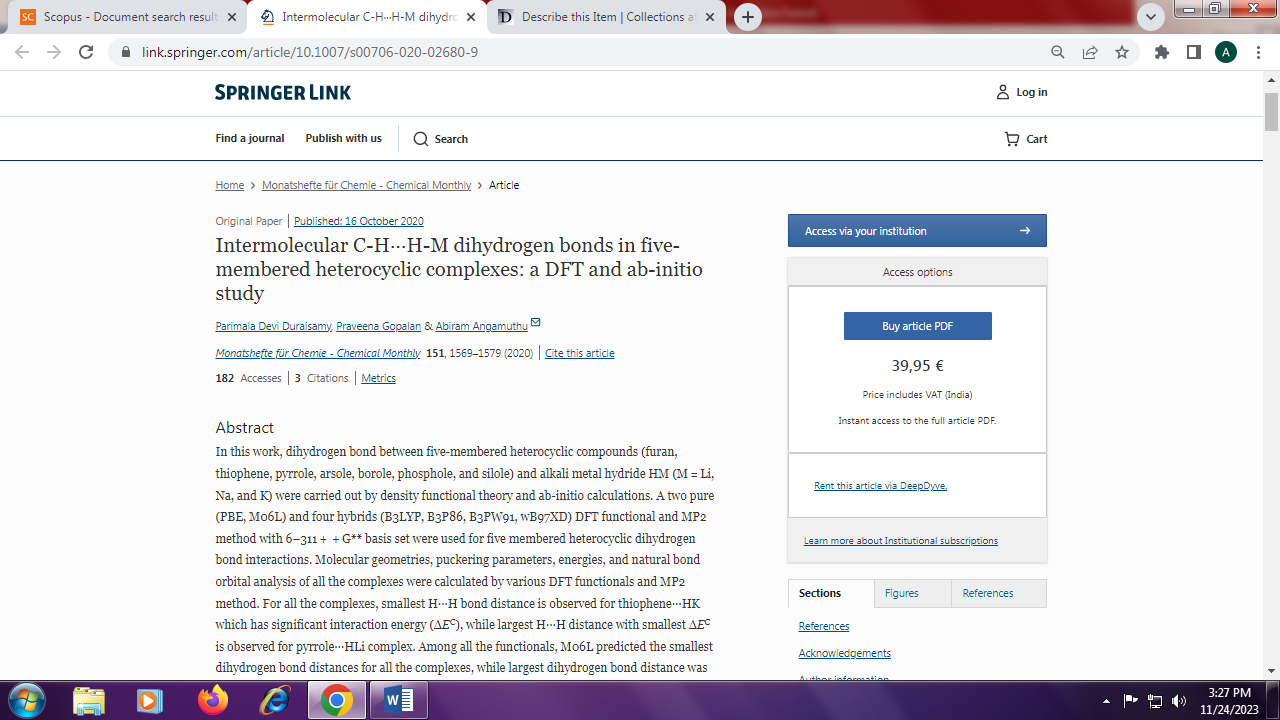 Scopus - Document search result
Intermolecular C-H···H-M dihydro
Describe this Item | Collections a
link.springer.com/article/10.1007/s00706-020-02680-9
A
SPRINGER LINK
Log in
Find a journal
Publish with us
Search
Cart
Home > Monatshefte für Chemie - Chemical Monthly > Article
Original Paper | Published: 16 October 2020
Intermolecular C-H···H-M dihydrogen bonds in five-
membered heterocyclic complexes: a DFT and ab-initio
study
Parimala Devi Duraisamy, Praveena Gopalan & Abiram Angamuthu
Monatshefte für Chemie - Chemical Monthly 151, 1569–1579 (2020) | Cite this article
182 Accesses | 3 Citations | Metrics
Abstract
In this work, dihydrogen bond between five-membered heterocyclic compounds (furan,
thiophene, pyrrole, arsole, borole, phosphole, and silole) and alkali metal hydride HM (M = Li,
Na, and K) were carried out by density functional theory and ab-initio calculations. A two pure
(PBE, M06L) and four hybrids (B3LYP, B3P86, B3PW91, wB97XD) DFT functional and MP2
method with 6–311 + + G** basis set were used for five membered heterocyclic dihydrogen
bond interactions. Molecular geometries, puckering parameters, energies, and natural bond
orbital analysis of all the complexes were calculated by various DFT functionals and MP2
method. For all the complexes, smallest H···H bond distance is observed for thiophene···HK
which has significant interaction energy (ΔE^C), while largest H···H distance with smallest ΔE^C
is observed for pyrrole···HLi complex. Among all the functionals, M06L predicted the smallest
dihydrogen bond distances for all the complexes, while largest dihydrogen bond distance was
Access via your institution →
Access options
Buy article PDF
39,95 €
Price includes VAT (India)
Instant access to the full article PDF.
Rent this article via DeepDyve.
Learn more about Institutional subscriptions
Sections
Figures
References
References
Acknowledgements
Author information
3:27 PM
11/24/2023